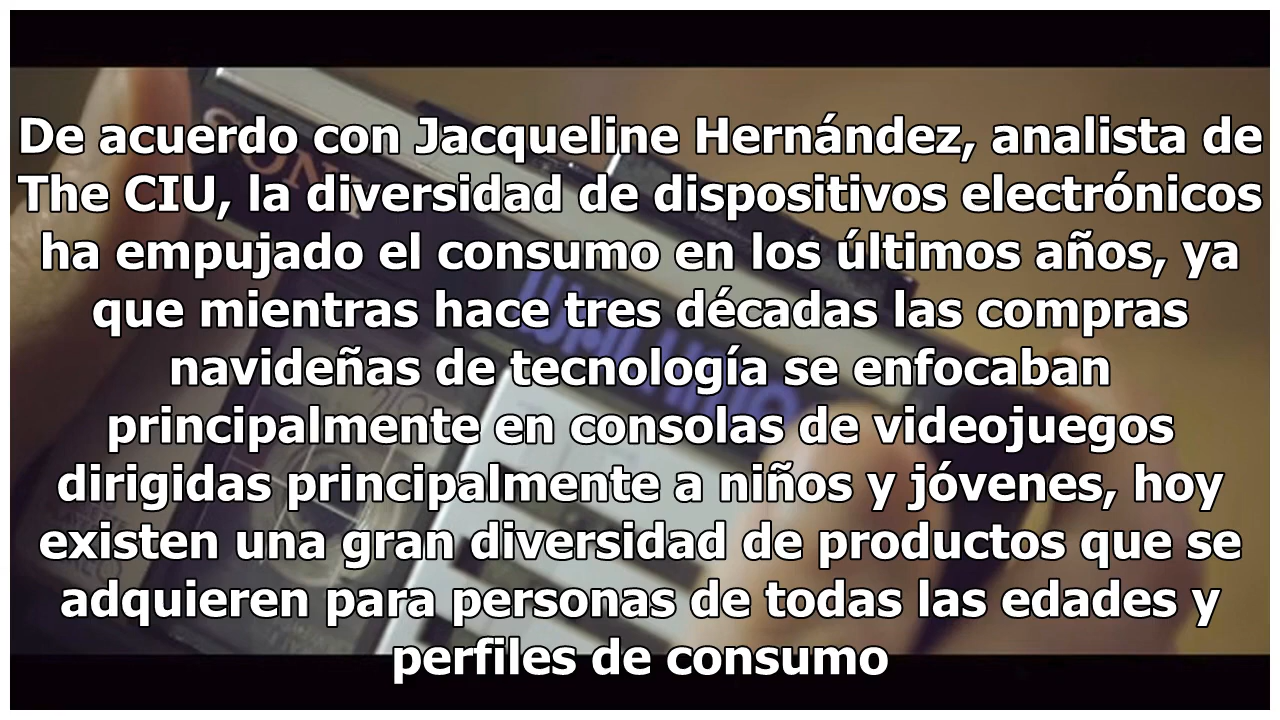 De acuerdo con Jacqueline Hernández, analista de
The CIU, la diversidad de dispositivos electrónicos
ha empujado el consumo en los últimos años, ya
que mientras hace tres décadas las compras
navideñas de tecnología se enfocaban
principalmente en consolas de videojuegos
dirigidas principalmente a niños y jóvenes, hoy
existen una gran diversidad de productos que se
adquieren para personas de todas las edades y
perfiles de consumo
SONY